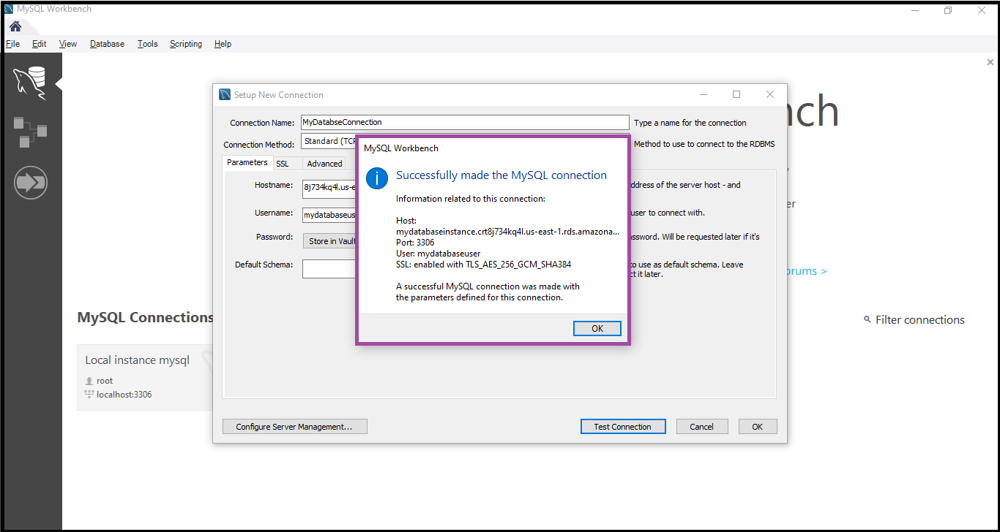 MySQL Workbench
File Edit View Database Tools Scripting Help
nch
Setup New Connection
Connection Name: MyDatabseConnection Type a name for the connection
Connection Method: Standard (TCP Method to use to connect to the RDBMS
Parameters SSL Advanced
Hostname: 8j734kq4l.us-e ddress of the server host - and
Username: mydatabaseus user to connect with.
Password: Store in Vault ssword. Will be requested later if it's
Default Schema: to use as default schema. Leave
ct it later.
MySQL Workbench
Successfully made the MySQL connection
Information related to this connection:
Host:
mydatabaseinstance.crt8j734kq4l.us-east-1.rds.amazona...
Port: 3306
User: mydatabaseuser
SSL: enabled with TLS_AES_256_GCM_SHA384
A successful MySQL connection was made with
the parameters defined for this connection.
OK
Configure Server Management... Test Connection Cancel OK
er
orums >
MySQL Connections
Filter connections
Local instance mysql
root
localhost:3306